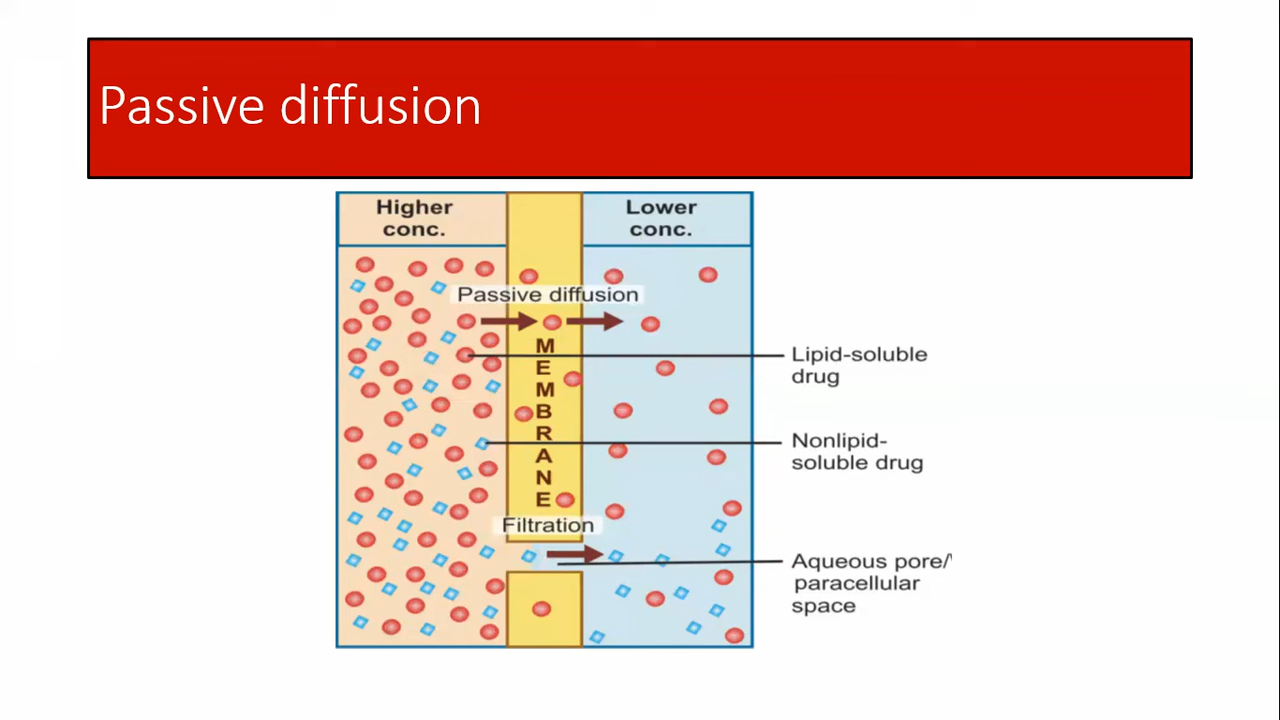 Passive diffusion
Higher
conc.
Lower
conc.
Passive diffusion
MEMBRANE
Lipid-soluble
drug
Nonlipid-
soluble drug
Filtration
Aqueous pore/
paracellular
space